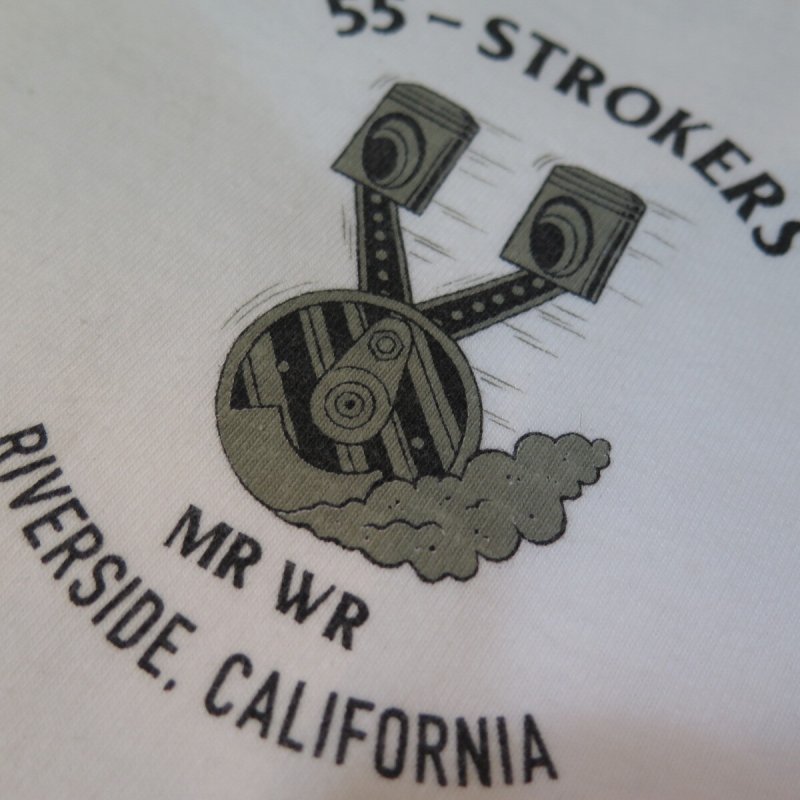 55 - STROKERS
MR WR
RIVERSIDE, CALIFORNIA